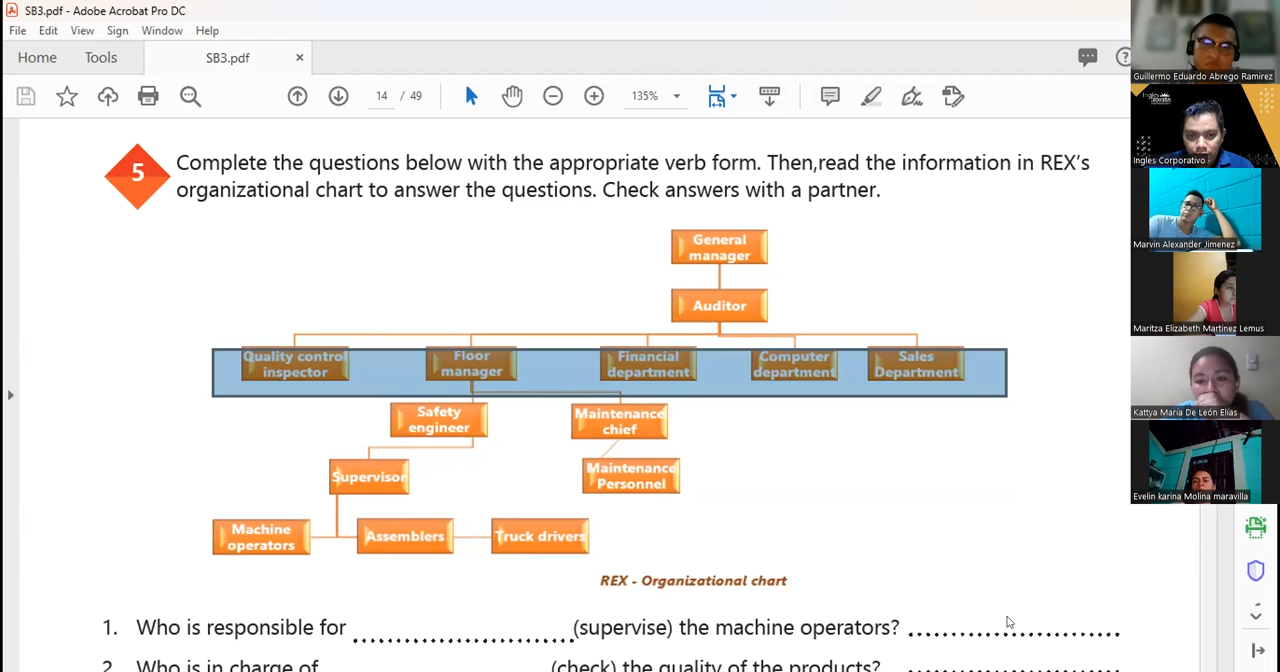 SB3.pdf - Adobe Acrobat Pro DC
File Edit View Sign Window Help
Home Tools SB3.pdf ×
14 / 49 135%
5
Complete the questions below with the appropriate verb form. Then,read the information in REX's
organizational chart to answer the questions. Check answers with a partner.
General
manager
Auditor
Quality control
inspector
Floor
manager
Financial
department
Computer
department
Sales
Department
Safety
engineer
Maintenance
chief
Supervisor
Maintenance
Personnel
Machine
operators
Assemblers
Truck drivers
REX - Organizational chart
1. Who is responsible for ........................(supervise) the machine operators? ........................
2. Who is in charge of (check) the quality of the products? ........................
Guillermo Eduardo Abrego Ramirez
Ingles Corporativo
Marvin Alexander Jimenez
Maritza Elizabeth Martinez Lemus
Kattya María De León Elías
Evelin karina Molina maravilla